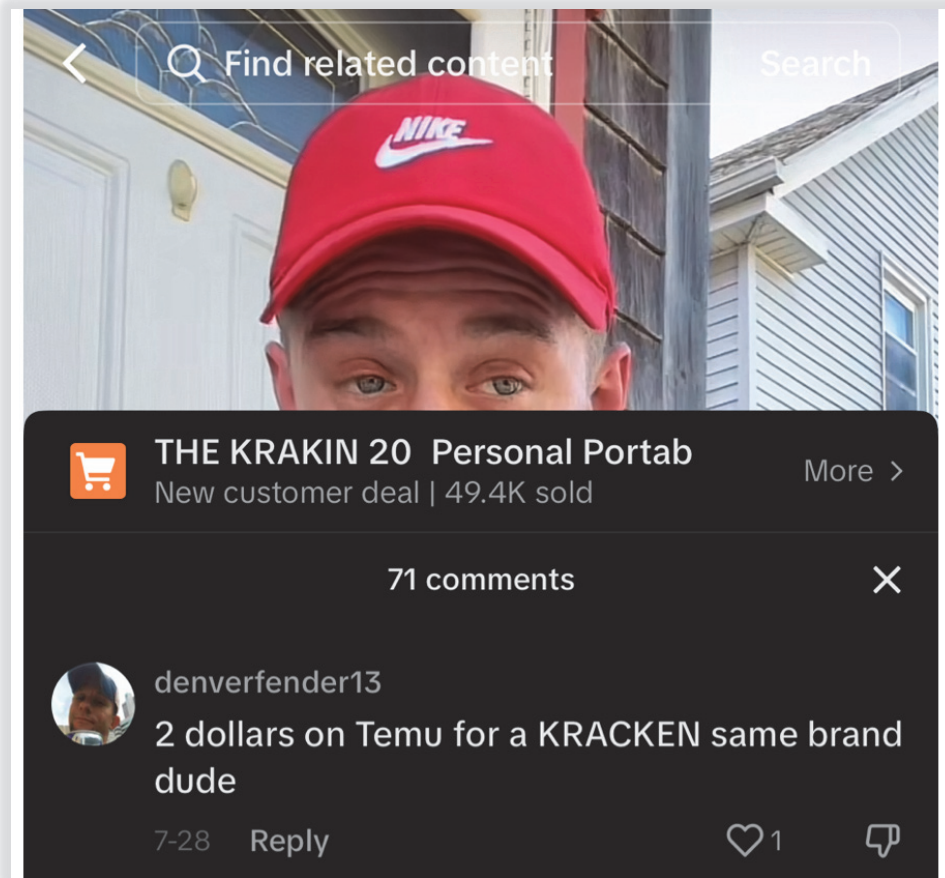 Find related content Search
NIKE
THE KRAKIN 20 Personal Portab
More
New customer deal | 49.4K sold
71 comments
denverfender13
2 dollars on Temu for a KRACKEN same brand
dude
7-28 Reply 1